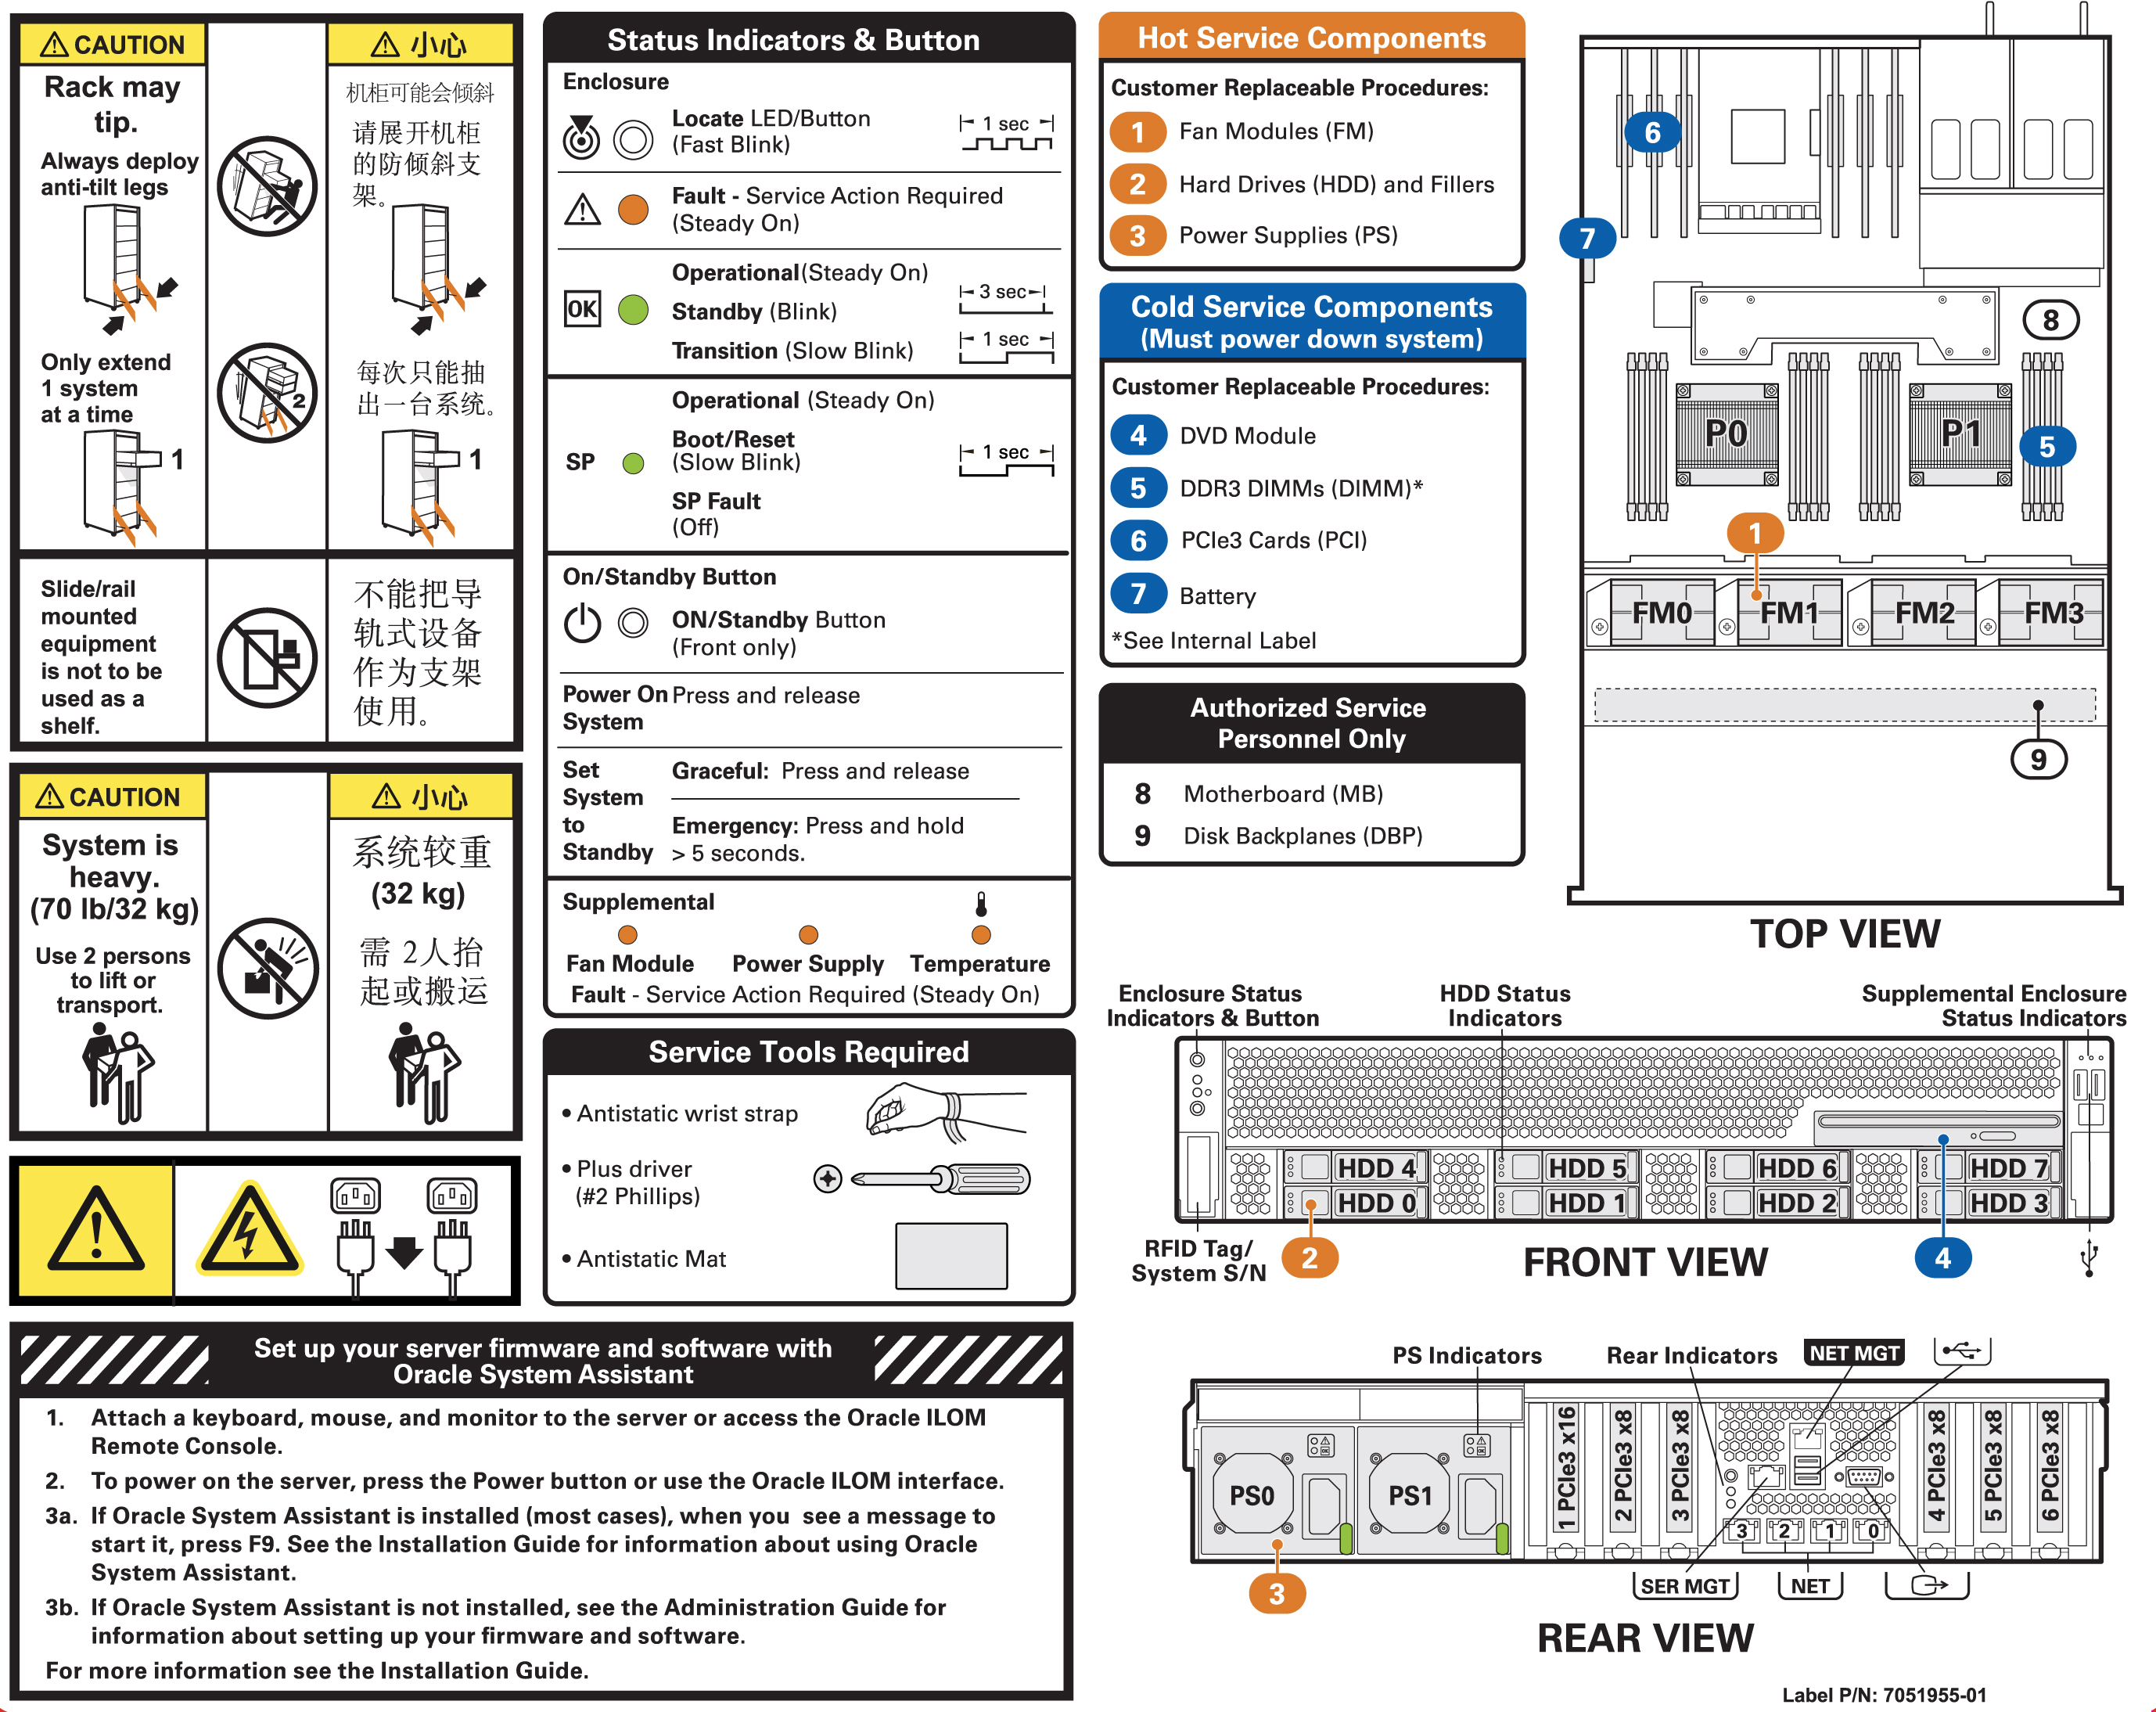 CAUTION
Rack may
tip.
Always deploy
anti-tilt legs
Only extend
1 system
at a time
1
2
小心
机柜可能会倾斜
请展开机柜
的防倾斜支
架。
每次只能抽
出一台系统。
1
Slide/rail
mounted
equipment
is not to be
used as a
shelf.
不能把导
轨式设备
作为支架
使用。
CAUTION
System is
heavy.
(70 lb/32 kg)
Use 2 persons
to lift or
transport.
小心
系统较重
(32 kg)
需 2人抬
起或搬运
Status Indicators & Button
Enclosure
Locate LED/Button
(Fast Blink)
1 sec
Fault - Service Action Required
(Steady On)
OK
Operational(Steady On)
Standby (Blink)
3 sec
Transition (Slow Blink)
1 sec
SP
Operational (Steady On)
Boot/Reset
(Slow Blink)
1 sec
SP Fault
(Off)
On/Standby Button
ON/Standby Button
(Front only)
Power On Press and release
System
Set
System
to
Standby
Graceful: Press and release
Emergency: Press and hold
> 5 seconds.
Supplemental
Fan Module
Power Supply
Temperature
Fault - Service Action Required (Steady On)
Service Tools Required
• Antistatic wrist strap
• Plus driver
(#2 Phillips)
• Antistatic Mat
Set up your server firmware and software with
Oracle System Assistant
1. Attach a keyboard, mouse, and monitor to the server or access the Oracle ILOM
Remote Console.
2. To power on the server, press the Power button or use the Oracle ILOM interface.
3a. If Oracle System Assistant is installed (most cases), when you see a message to
start it, press F9. See the Installation Guide for information about using Oracle
System Assistant.
3b. If Oracle System Assistant is not installed, see the Administration Guide for
information about setting up your firmware and software.
For more information see the Installation Guide.
Hot Service Components
Customer Replaceable Procedures:
1 Fan Modules (FM)
2 Hard Drives (HDD) and Fillers
3 Power Supplies (PS)
Cold Service Components
(Must power down system)
Customer Replaceable Procedures:
4 DVD Module
5 DDR3 DIMMs (DIMM)*
6 PCIe3 Cards (PCI)
7 Battery
*See Internal Label
Authorized Service
Personnel Only
8 Motherboard (MB)
9 Disk Backplanes (DBP)
6
7
8
P0
P1
5
1
FM0
FM1
FM2
FM3
9
TOP VIEW
Enclosure Status
Indicators & Button
HDD Status
Indicators
Supplemental Enclosure
Status Indicators
HDD 4
HDD 5
HDD 6
HDD 7
HDD 0
HDD 1
HDD 2
HDD 3
RFID Tag/
System S/N
2
FRONT VIEW
4
PS Indicators
Rear Indicators
NET MGT
OK
OK
PS0
PS1
1 PCIe3 x16
2 PCIe3 x8
3 PCIe3 x8
4 PCIe3 x8
5 PCIe3 x8
6 PCIe3 x8
3
2
1
0
3
SER MGT
NET
REAR VIEW
Label P/N: 7051955-01